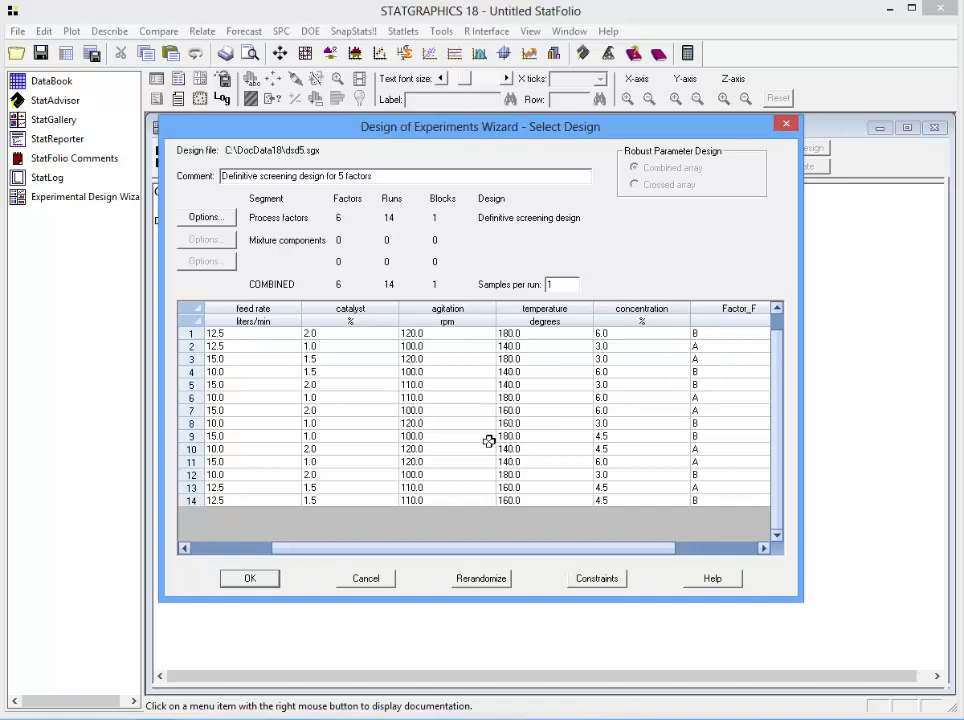 STATGRAPHICS 18 - Untitled StatFolio
File Edit Plot Describe Compare Relate Forecast SPC DOE SnapStats!! Statlets Tools R Interface View Window Help
Text font size: X ticks: X-axis Y-axis Z-axis
Log Label: Row: Reset
DataBook
StatAdvisor
StatGallery
StatReporter
StatFolio Comments
StatLog
Experimental Design Wiza
Design of Experiments Wizard - Select Design
Design file: C:\DocData18\dsd5.sgx
Comment: Definitive screening design for 5 factors
Robust Parameter Design
Combined array
Crossed array
Segment Factors Runs Blocks Design
Options... Process factors 6 14 1 Definitive screening design
Options... Mixture components 0 0 0
Options... 0 0 0
COMBINED 6 14 1 Samples per run: 1
feed rate catalyst agitation temperature concentration Factor_F
liters/min % rpm degrees %
1 12.5 2.0 120.0 180.0 6.0 B
2 12.5 1.0 100.0 140.0 3.0 A
3 15.0 1.5 120.0 180.0 3.0 A
4 10.0 1.5 100.0 140.0 6.0 B
5 15.0 2.0 110.0 140.0 3.0 B
6 10.0 1.0 110.0 180.0 6.0 A
7 15.0 2.0 100.0 160.0 6.0 A
8 10.0 1.0 120.0 160.0 3.0 B
9 15.0 1.0 100.0 180.0 4.5 B
10 10.0 2.0 120.0 140.0 4.5 A
11 15.0 1.0 120.0 140.0 6.0 A
12 10.0 2.0 100.0 180.0 3.0 B
13 12.5 1.5 110.0 160.0 4.5 A
14 12.5 1.5 110.0 160.0 4.5 B
OK Cancel Rerandomize Constraints Help
Click on a menu item with the right mouse button to display documentation.